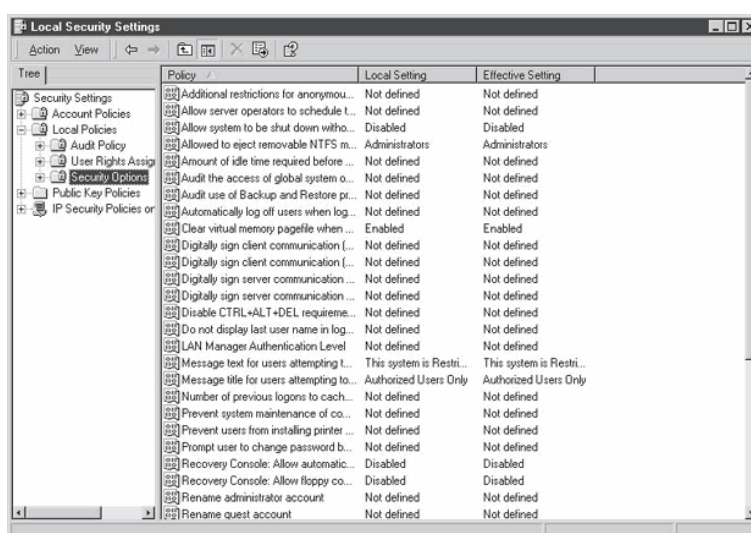 Local Security Settings
Action View
Tree
Security Settings
Account Policies
Local Policies
Audit Policy
User Rights Assign
Security Options
Public Key Policies
IP Security Policies on
Policy Local Setting Effective Setting
Additional restrictions for anonymou... Not defined Not defined
Allow server operators to schedule t... Not defined Not defined
Allow system to be shut down witho... Disabled Disabled
Allowed to eject removable NTFS m... Administrators Administrators
Amount of idle time required before ... Not defined Not defined
Audit the access of global system o... Not defined Not defined
Audit use of Backup and Restore pr... Not defined Not defined
Automatically log off users when log... Not defined Not defined
Clear virtual memory pagefile when ... Enabled Enabled
Digitally sign client communication (... Not defined Not defined
Digitally sign client communication (... Not defined Not defined
Digitally sign server communication ... Not defined Not defined
Digitally sign server communication ... Not defined Not defined
Disable CTRL+ALT+DEL requireme... Not defined Not defined
Do not display last user name in log... Not defined Not defined
LAN Manager Authentication Level Not defined Not defined
Message text for users attempting t... This system is Restri... This system is Restri...
Message title for users attempting to... Authorized Users Only Authorized Users Only
Number of previous logons to cach... Not defined Not defined
Prevent system maintenance of co... Not defined Not defined
Prevent users from installing printer ... Not defined Not defined
Prompt user to change password b... Not defined Not defined
Recovery Console: Allow automatic... Disabled Disabled
Recovery Console: Allow floppy co... Disabled Disabled
Rename administrator account Not defined Not defined
Rename guest account Not defined Not defined